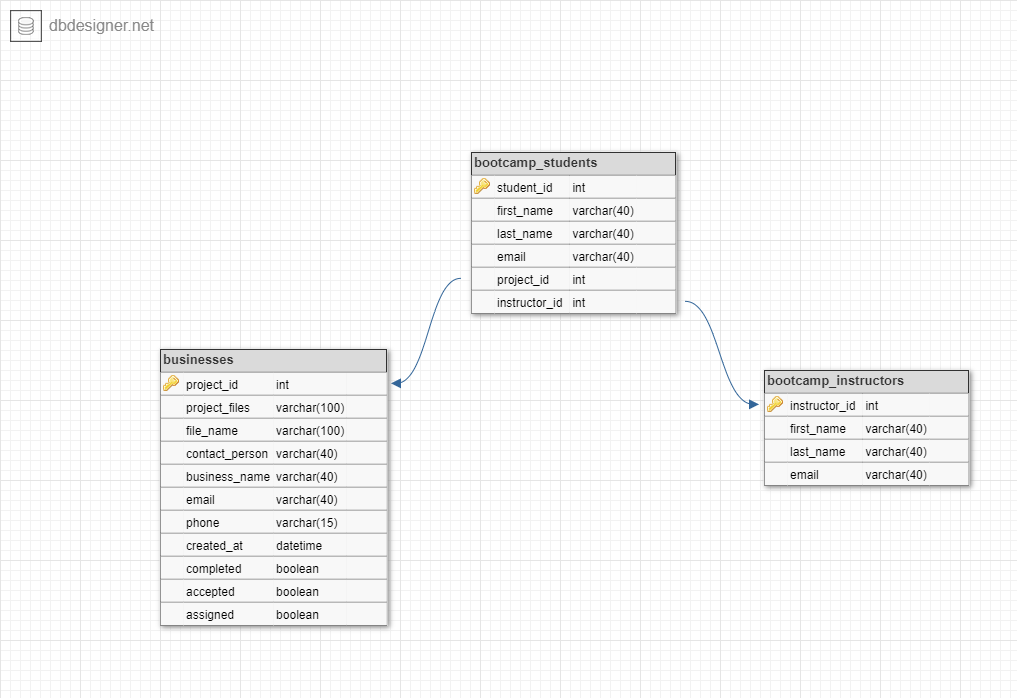 dbdesigner.net
bootcamp_students
student_id int
first_name varchar(40)
last_name varchar(40)
email varchar(40)
project_id int
instructor_id int
businesses
project_id int
project_files varchar(100)
file_name varchar(100)
contact_person varchar(40)
business_name varchar(40)
email varchar(40)
phone varchar(15)
created_at datetime
completed boolean
accepted boolean
assigned boolean
bootcamp_instructors
instructor_id int
first_name varchar(40)
last_name varchar(40)
email varchar(40)